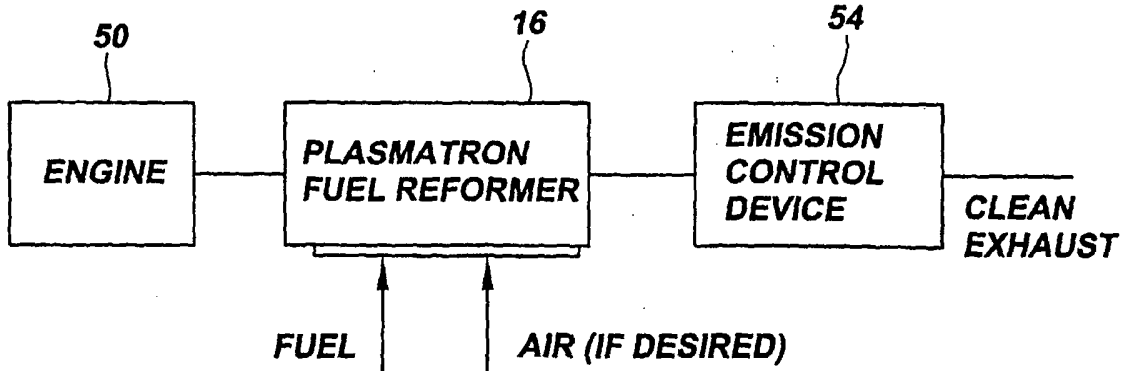 50
16
54
ENGINE
PLASMATRON
FUEL REFORMER
EMISSION
CONTROL
DEVICE
CLEAN
EXHAUST
FUEL
AIR (IF DESIRED)